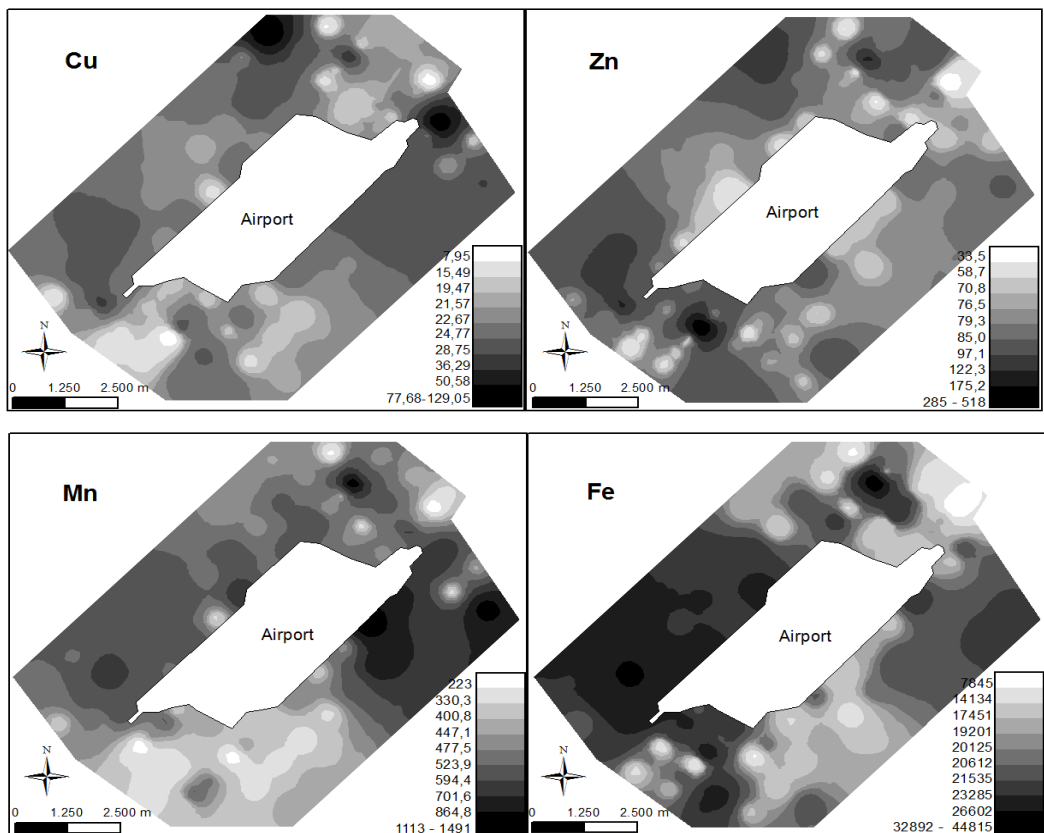 Cu
Airport
7,95
15,49
19,47
21,57
22,67
24,77
28,75
36,29
50,58
77,68-129,05
N
0 1.250 2.500 m
Zn
Airport
33,5
58,7
70,8
76,5
79,3
85,0
97,1
122,3
175,2
285 - 518
N
0 1.250 2.500 m
Mn
Airport
223
330,3
400,8
447,1
477,5
523,9
594,4
701,6
864,8
1113 - 1491
N
0 1.250 2.500 m
Fe
Airport
7845
14134
17451
19201
20125
20612
21535
23285
26602
32892 - 44815
N
0 1.250 2.500 m